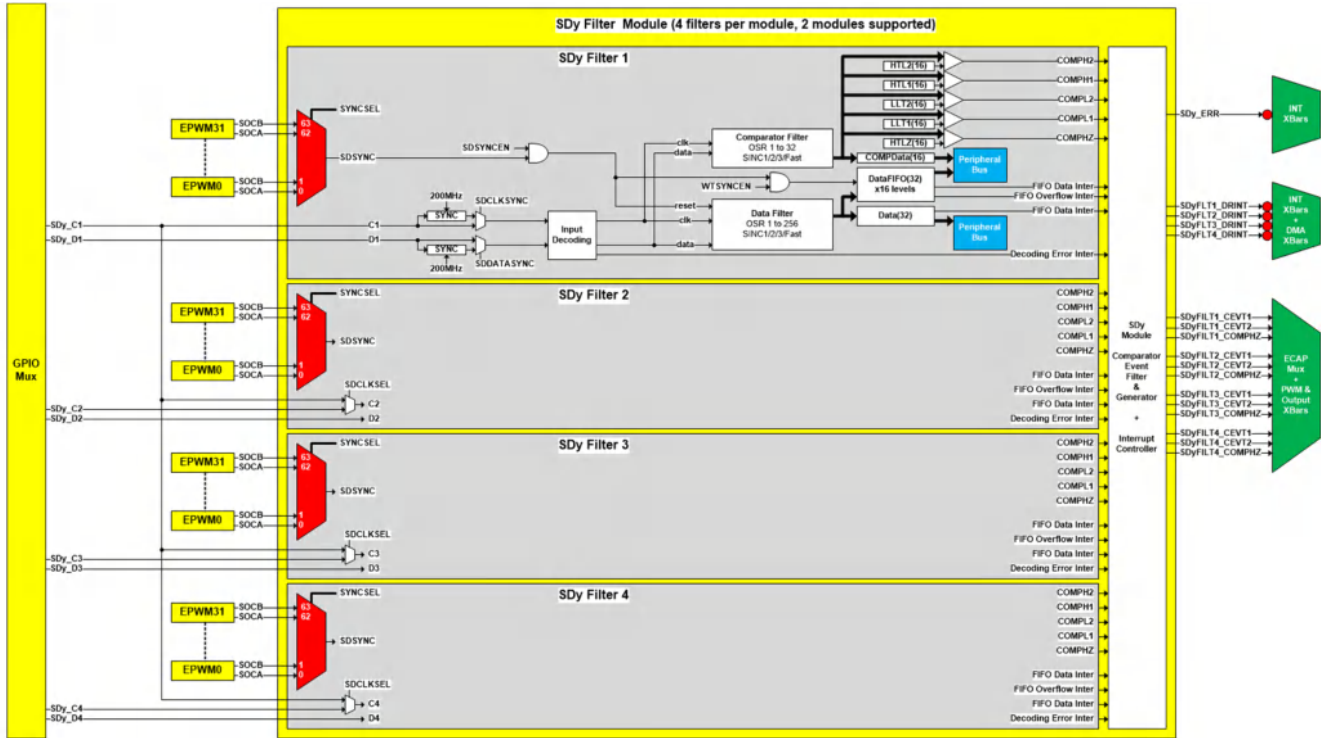 SDy Filter Module (4 filters per module, 2 modules supported)
SDy Filter 1
GPIO
Mux
EPWM31
EPWM0
SOCB
SOCA
SOCB
SOCA
63
62
1
0
SYNCSEL
SDSYNC
SDSYNCEN
WTSYNCEN
200MHz
SYNC
SDCLKSYNC
SDy_C1
C1
SDy_D1
D1
SYNC
200MHz
SDDATASYNC
Input
Decoding
clk
data
Comparator Filter
OSR 1 to 32
SINC1/2/3/Fast
reset
clk
data
Data Filter
OSR 1 to 256
SINC1/2/3/Fast
HTL2(16)
HTL1(16)
LLT2(16)
LLT1(16)
HTLZ(16)
COMPData(16)
Peripheral
Bus
DataFIFO(32)
x16 levels
Data(32)
Peripheral
Bus
COMPH2
COMPH1
COMPL2
COMPL1
COMPHZ
FIFO Data Inter
FIFO Overflow Inter
FIFO Data Inter
Decoding Error Inter
SDy Filter 2
EPWM31
EPWM0
SOCB
SOCA
SOCB
SOCA
63
62
1
0
SYNCSEL
SDSYNC
SDCLKSEL
SDy_C2
C2
SDy_D2
D2
COMPH2
COMPH1
COMPL2
COMPL1
COMPHZ
FIFO Data Inter
FIFO Overflow Inter
FIFO Data Inter
Decoding Error Inter
SDy Filter 3
EPWM31
EPWM0
SOCB
SOCA
SOCB
SOCA
63
62
1
0
SYNCSEL
SDSYNC
SDCLKSEL
SDy_C3
C3
SDy_D3
D3
COMPH2
COMPH1
COMPL2
COMPL1
COMPHZ
FIFO Data Inter
FIFO Overflow Inter
FIFO Data Inter
Decoding Error Inter
SDy Filter 4
EPWM31
EPWM0
SOCB
SOCA
SOCB
SOCA
63
62
1
0
SYNCSEL
SDSYNC
SDCLKSEL
SDy_C4
C4
SDy_D4
D4
COMPH2
COMPH1
COMPL2
COMPL1
COMPHZ
FIFO Data Inter
FIFO Overflow Inter
FIFO Data Inter
Decoding Error Inter
SDy
Module
Comparator
Event
Filter
&
Generator
+
Interrupt
Controller
SDy_ERR
INT
XBars
SDyFLT1_DRINT
SDyFLT2_DRINT
SDyFLT3_DRINT
SDyFLT4_DRINT
INT
XBars
+
DMA
XBars
SDyFILT1_CEVT1
SDyFILT1_CEVT2
SDyFILT1_COMPHZ
SDyFILT2_CEVT1
SDyFILT2_CEVT2
SDyFILT2_COMPHZ
SDyFILT3_CEVT1
SDyFILT3_CEVT2
SDyFILT3_COMPHZ
SDyFILT4_CEVT1
SDyFILT4_CEVT2
SDyFILT4_COMPHZ
ECAP
Mux
+
PWM &
Output
XBars